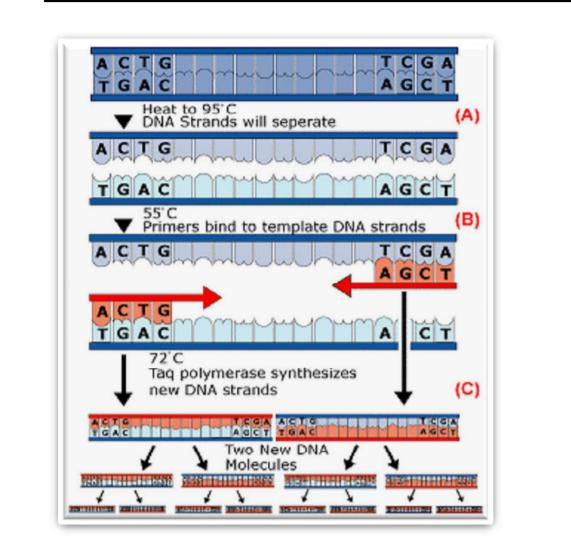 A C T G T C G A
T G A C A G C T
Heat to 95°C
DNA Strands will seperate
(A)
A C T G T C G A
T G A C A G C T
55°C
Primers bind to template DNA strands
(B)
A C T G T C G A
A G C T
A C T G
T G A C A C T
72°C
Taq polymerase synthesizes
new DNA strands
(C)
A C T G T C G A A C T G T C G A
T G A C A G C T T G A C A G C T
Two New DNA
Molecules